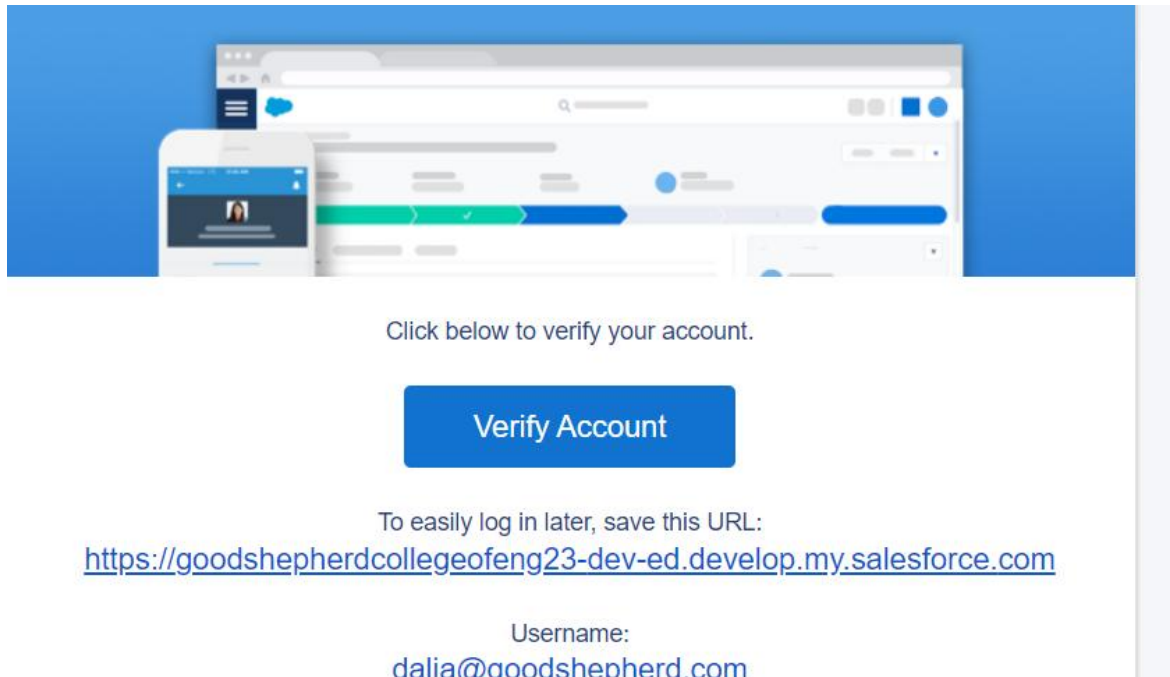 Click below to verify your account.
Verify Account
To easily log in later, save this URL:
https://goodshepherdcollegeofeng23-dev-ed.develop.my.salesforce.com
Username:
dalia@goodshepherd.com